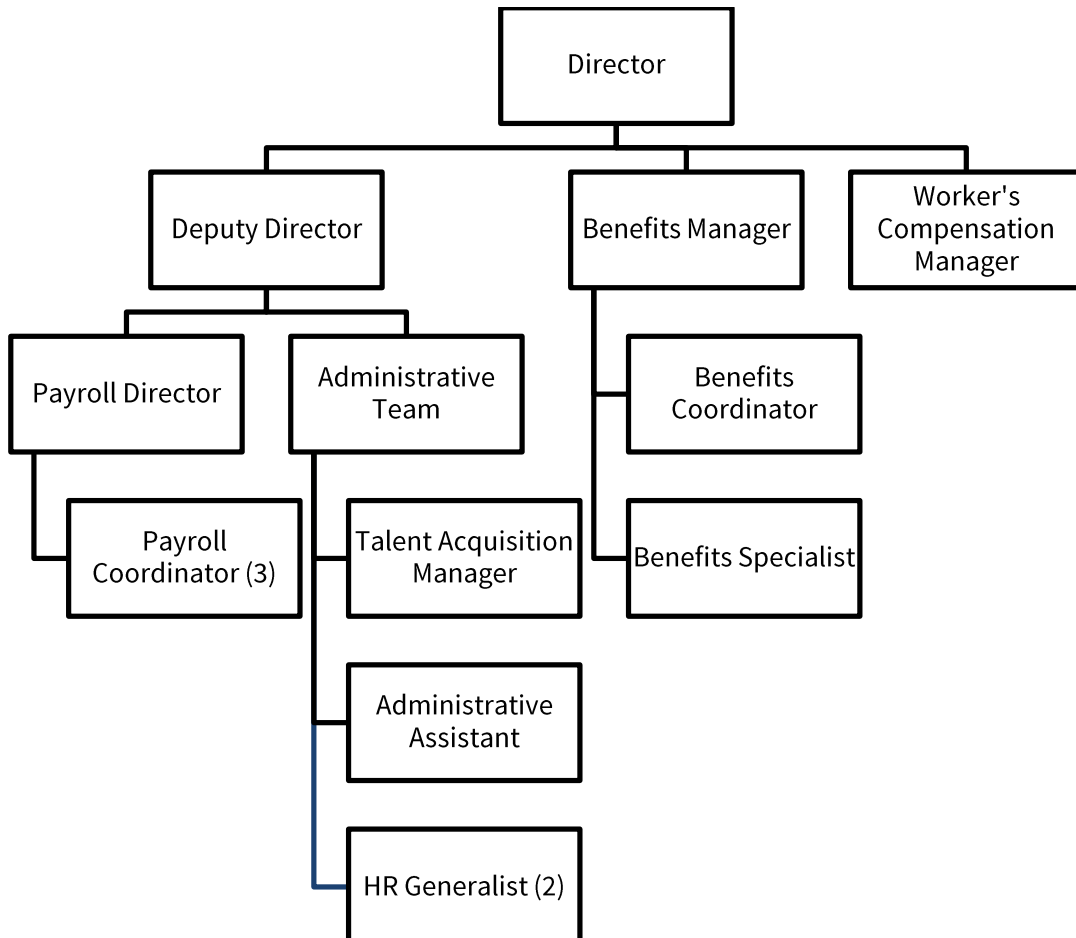 Director
Deputy Director
Benefits Manager
Worker's
Compensation
Manager
Payroll Director
Administrative
Team
Benefits
Coordinator
Payroll
Coordinator (3)
Talent Acquisition
Manager
Benefits Specialist
Administrative
Assistant
HR Generalist (2)